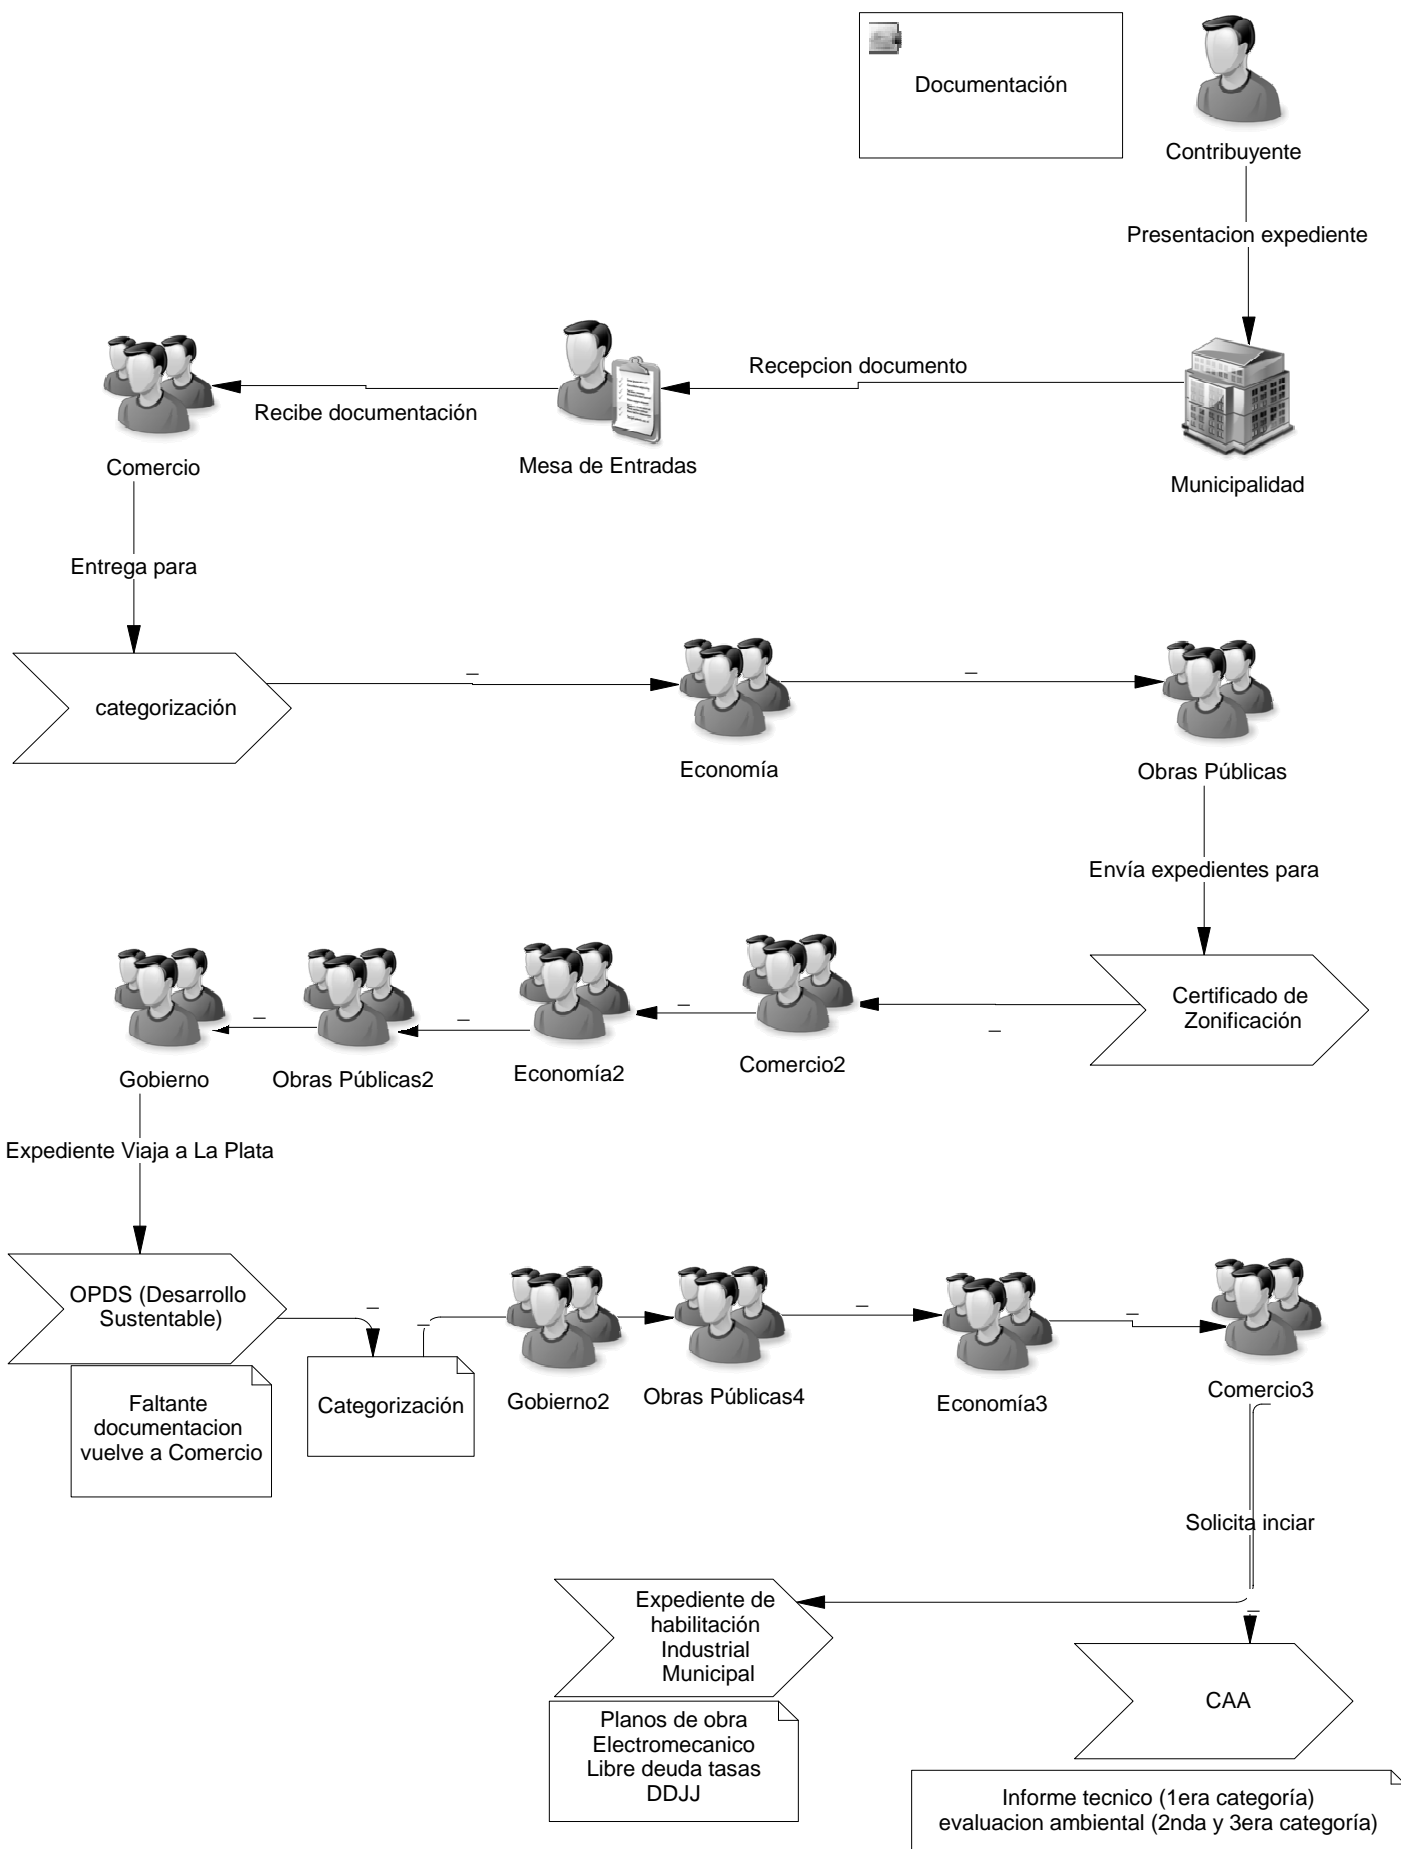 Documentación
Contribuyente
Presentacion expediente
Recepcion documento
Recibe documentación
Comercio
Mesa de Entradas
Municipalidad
Entrega para
categorización
Economía
Obras Públicas
Envía expedientes para
Certificado de
Zonificación
Comercio2
Economía2
Obras Públicas2
Gobierno
Expediente Viaja a La Plata
OPDS (Desarrollo
Sustentable)
Faltante
documentacion
vuelve a Comercio
Categorización
Gobierno2
Obras Públicas4
Economía3
Comercio3
Solicita inciar
Expediente de
habilitación
Industrial
Municipal
Planos de obra
Electromecanico
Libre deuda tasas
DDJJ
CAA
Informe tecnico (1era categoría)
evaluacion ambiental (2nda y 3era categoría)